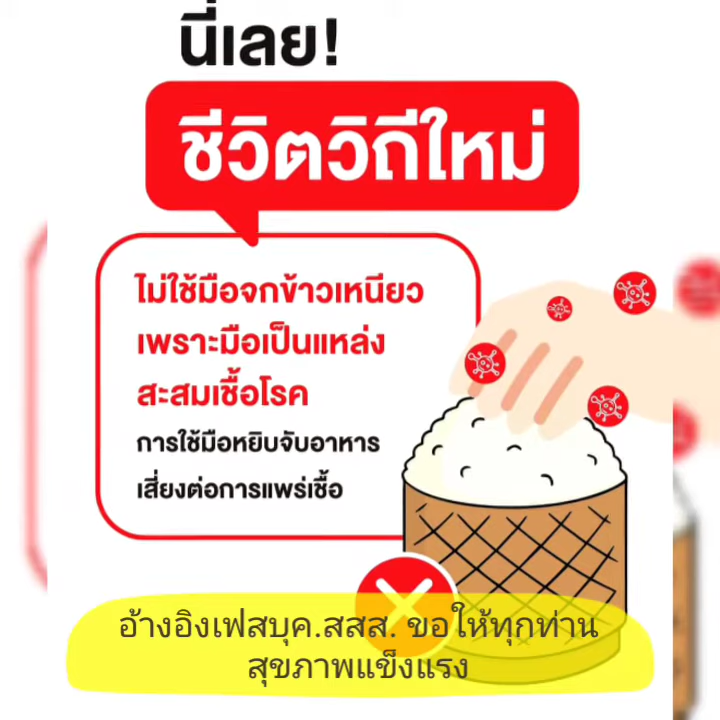 นี่เลย!
ชีวิตวิถีใหม่
ไม่ใช้มือจกข้าวเหนียว
เพราะมือเป็นแหล่ง
สะสมเชื้อโรค
การใช้มือหยิบจับอาหาร
เสี่ยงต่อการแพร่เชื้อ
อ้างอิงเฟสบุค.สสส. ขอให้ทุกท่าน
สุขภาพแข็งแรง